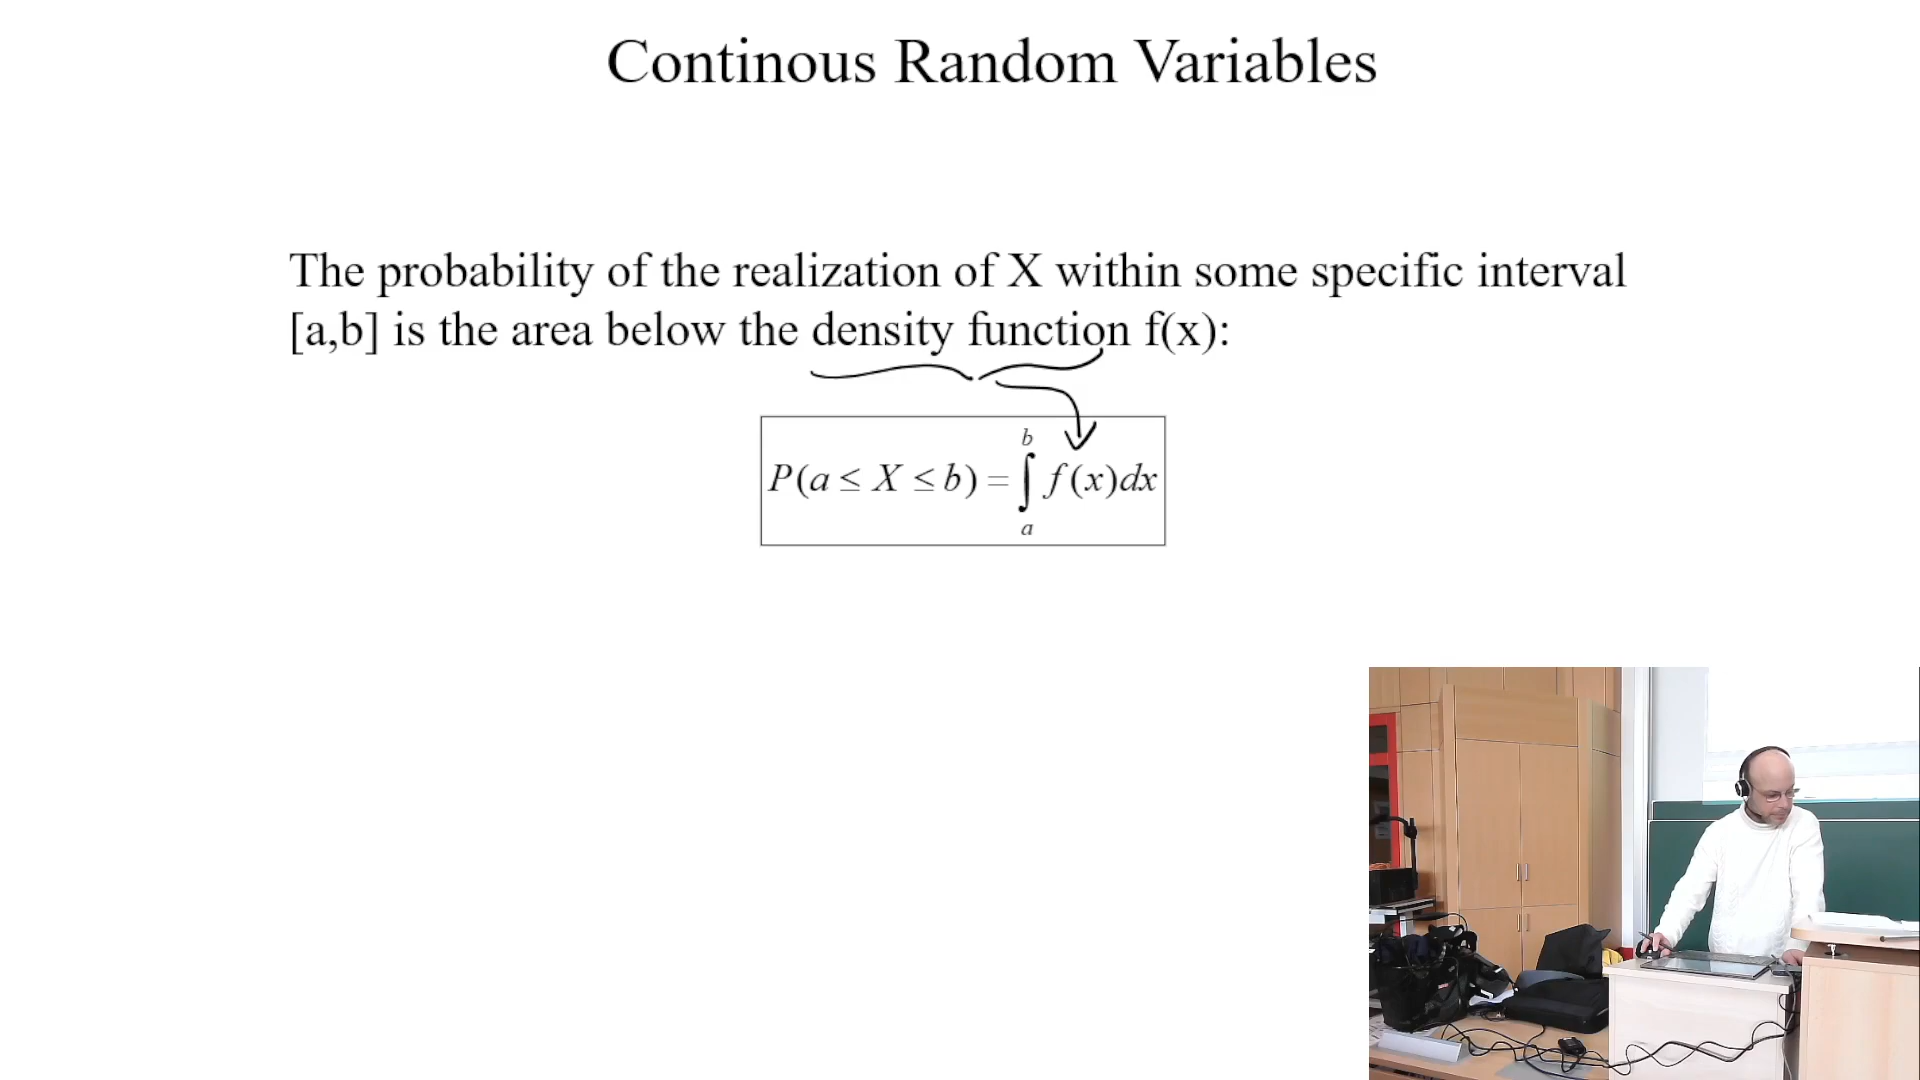 Continous Random Variables
The probability of the realization of X within some specific interval
[a,b] is the area below the density function f(x):
P(a ≤ X ≤ b) = ∫_a^b f(x)dx